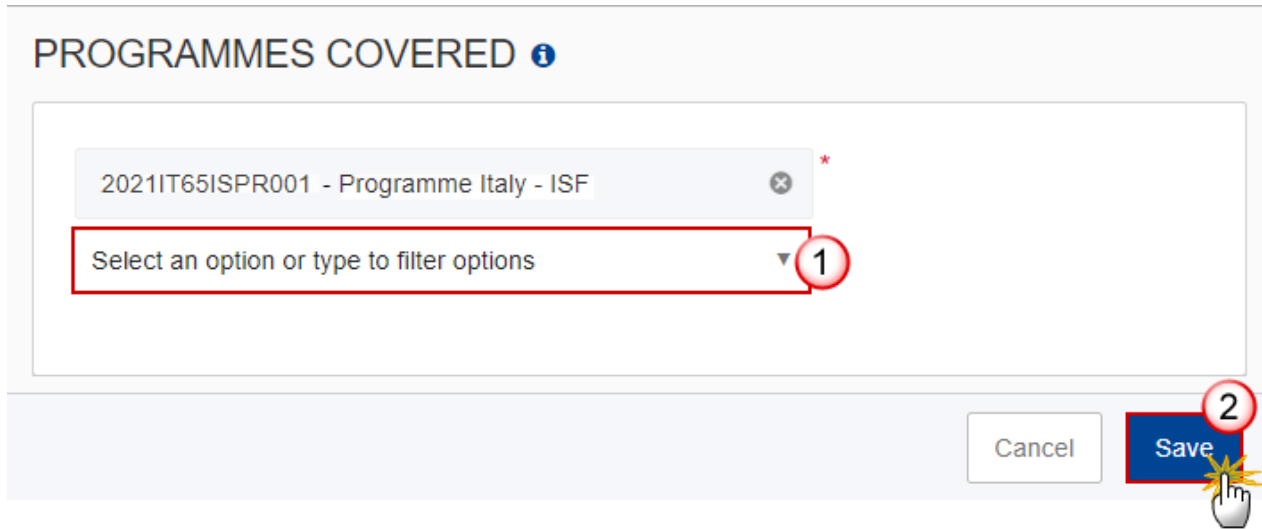 PROGRAMMES COVERED
2021IT65ISPR001 - Programme Italy - ISF
*
Select an option or type to filter options
1
2
Cancel
Save